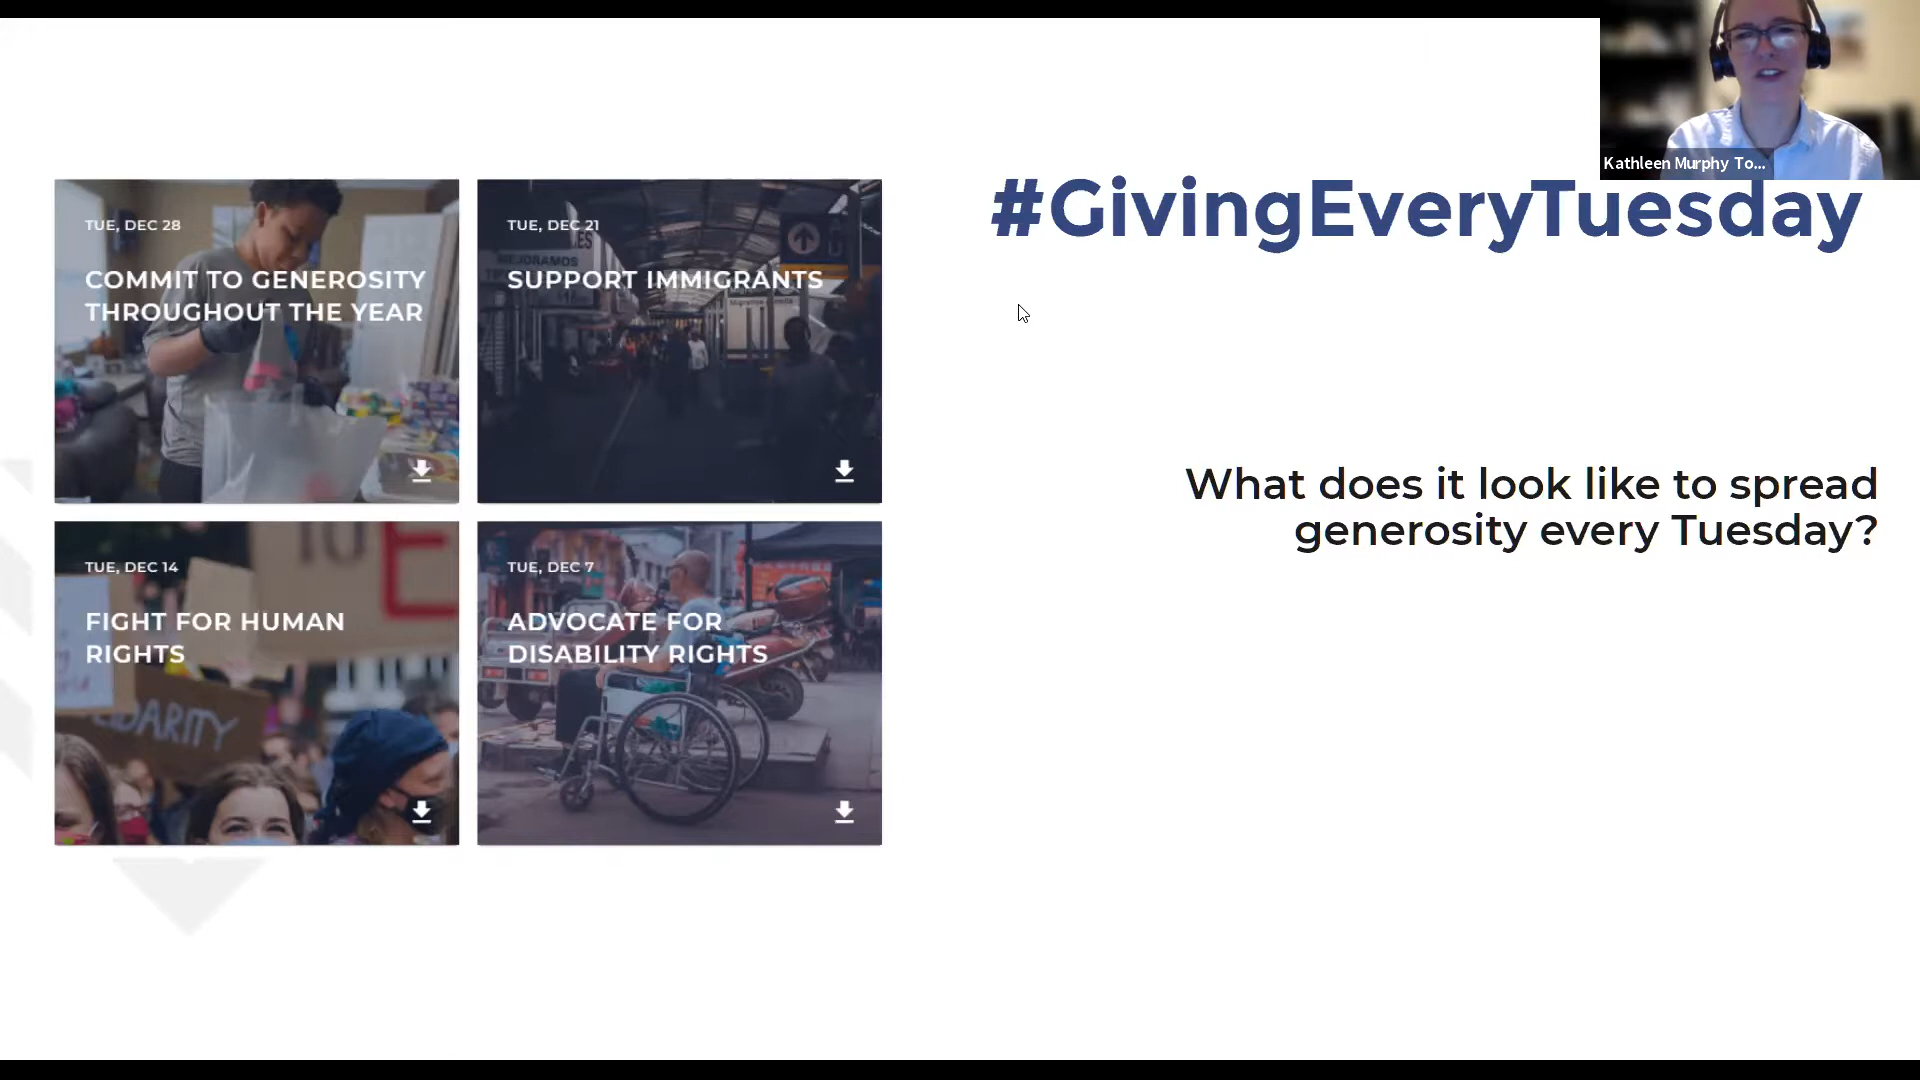 Kathleen Murphy To...
#GivingEveryTuesday
What does it look like to spread
generosity every Tuesday?
TUE, DEC 28
COMMIT TO GENEROSITY
THROUGHOUT THE YEAR
TUE, DEC 21
SUPPORT IMMIGRANTS
MEJORAMOS
TUE, DEC 14
FIGHT FOR HUMAN
RIGHTS
TUE, DEC 7
ADVOCATE FOR
DISABILITY RIGHTS